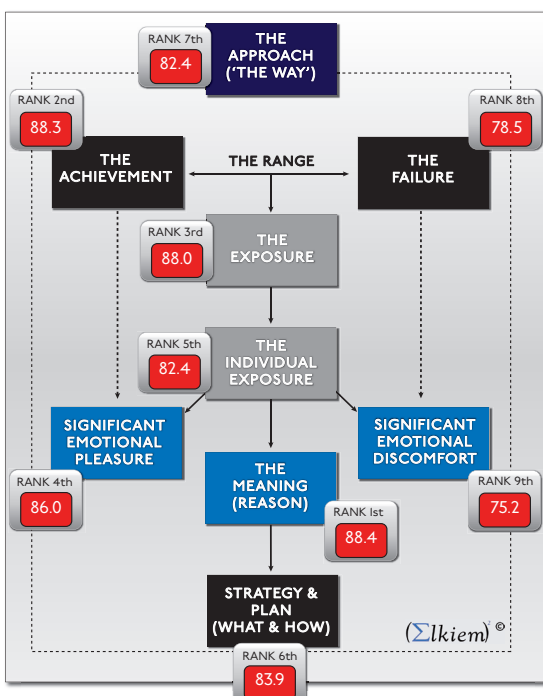 RANK 7th
82.4
THE
APPROACH
('THE WAY')
RANK 2nd
88.3
RANK 8th
78.5
THE
ACHIEVEMENT
THE RANGE
THE
FAILURE
RANK 3rd
88.0
THE
EXPOSURE
RANK 5th
82.4
THE
INDIVIDUAL
EXPOSURE
SIGNIFICANT
EMOTIONAL
PLEASURE
SIGNIFICANT
EMOTIONAL
DISCOMFORT
RANK 4th
86.0
THE
MEANING
(REASON)
RANK 9th
75.2
RANK 1st
88.4
STRATEGY &
PLAN
(WHAT & HOW)
(Σlkiem)² ©
RANK 6th
83.9